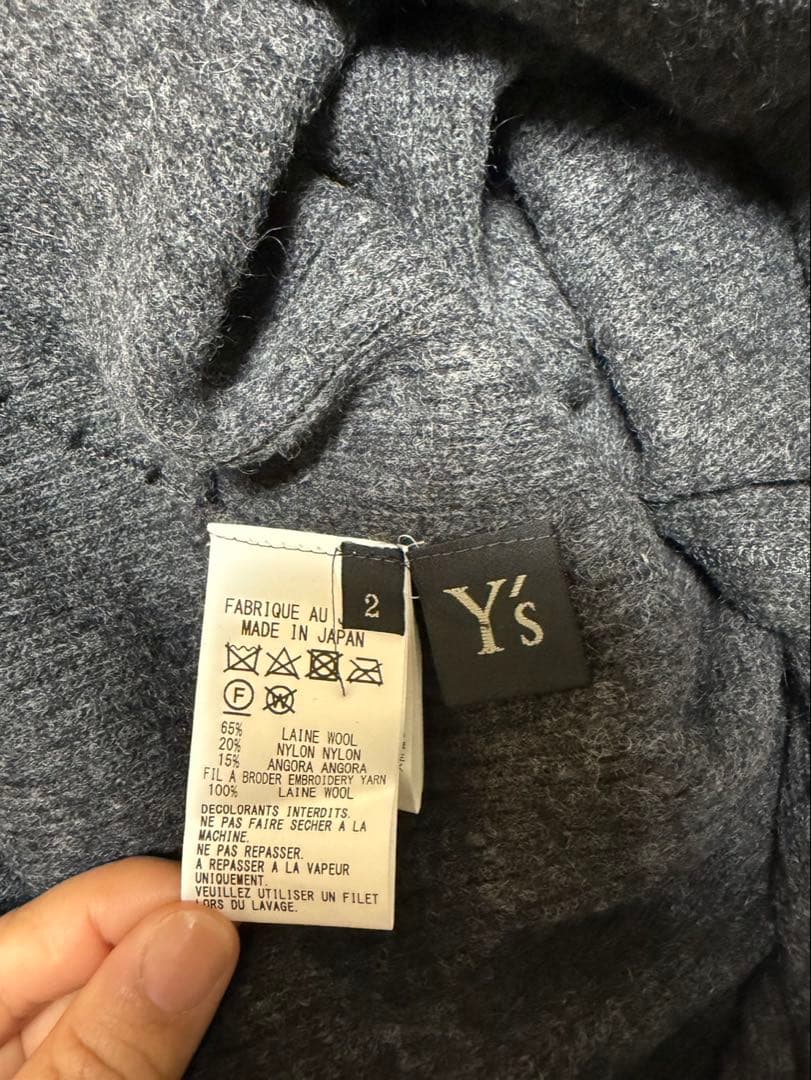 FABRIQUE AU J
MADE IN JAPAN
F W
65% LAINE WOOL
20% NYLON NYLON
15% ANGORA ANGORA
FIL A BRODER EMBROIDERY YARN
100% LAINE WOOL
DECOLORANTS INTERDITS.
NE PAS FAIRE SECHER A LA
MACHINE.
NE PAS REPASSER.
A REPASSER A LA VAPEUR
UNIQUEMENT.
VEUILLEZ UTILISER UN FILET
LORS DU LAVAGE.
2
Y's